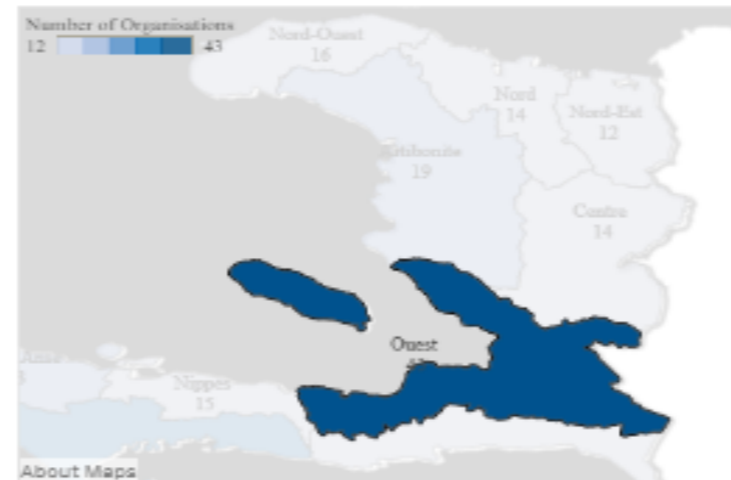 Number of Organisations
12 43
Nord-Ouest
16
Nord
14
Nord-Est
12
19
Centre
14
Ouest
Nippes
15
About Maps